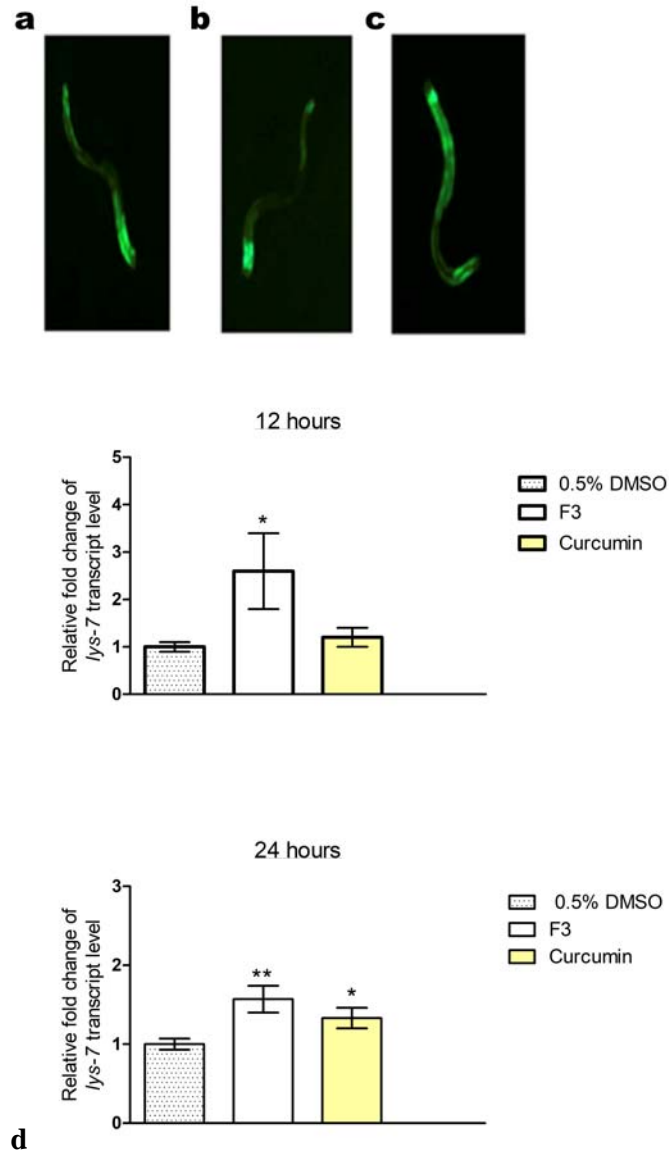 a b c
12 hours
Relative fold change of
lys-7 transcript level
5
4
3
2
1
0
0.5% DMSO
F3
Curcumin
*
24 hours
Relative fold change of
lys-7 transcript level
3
2
1
0
0.5% DMSO
F3
Curcumin
**
*
d